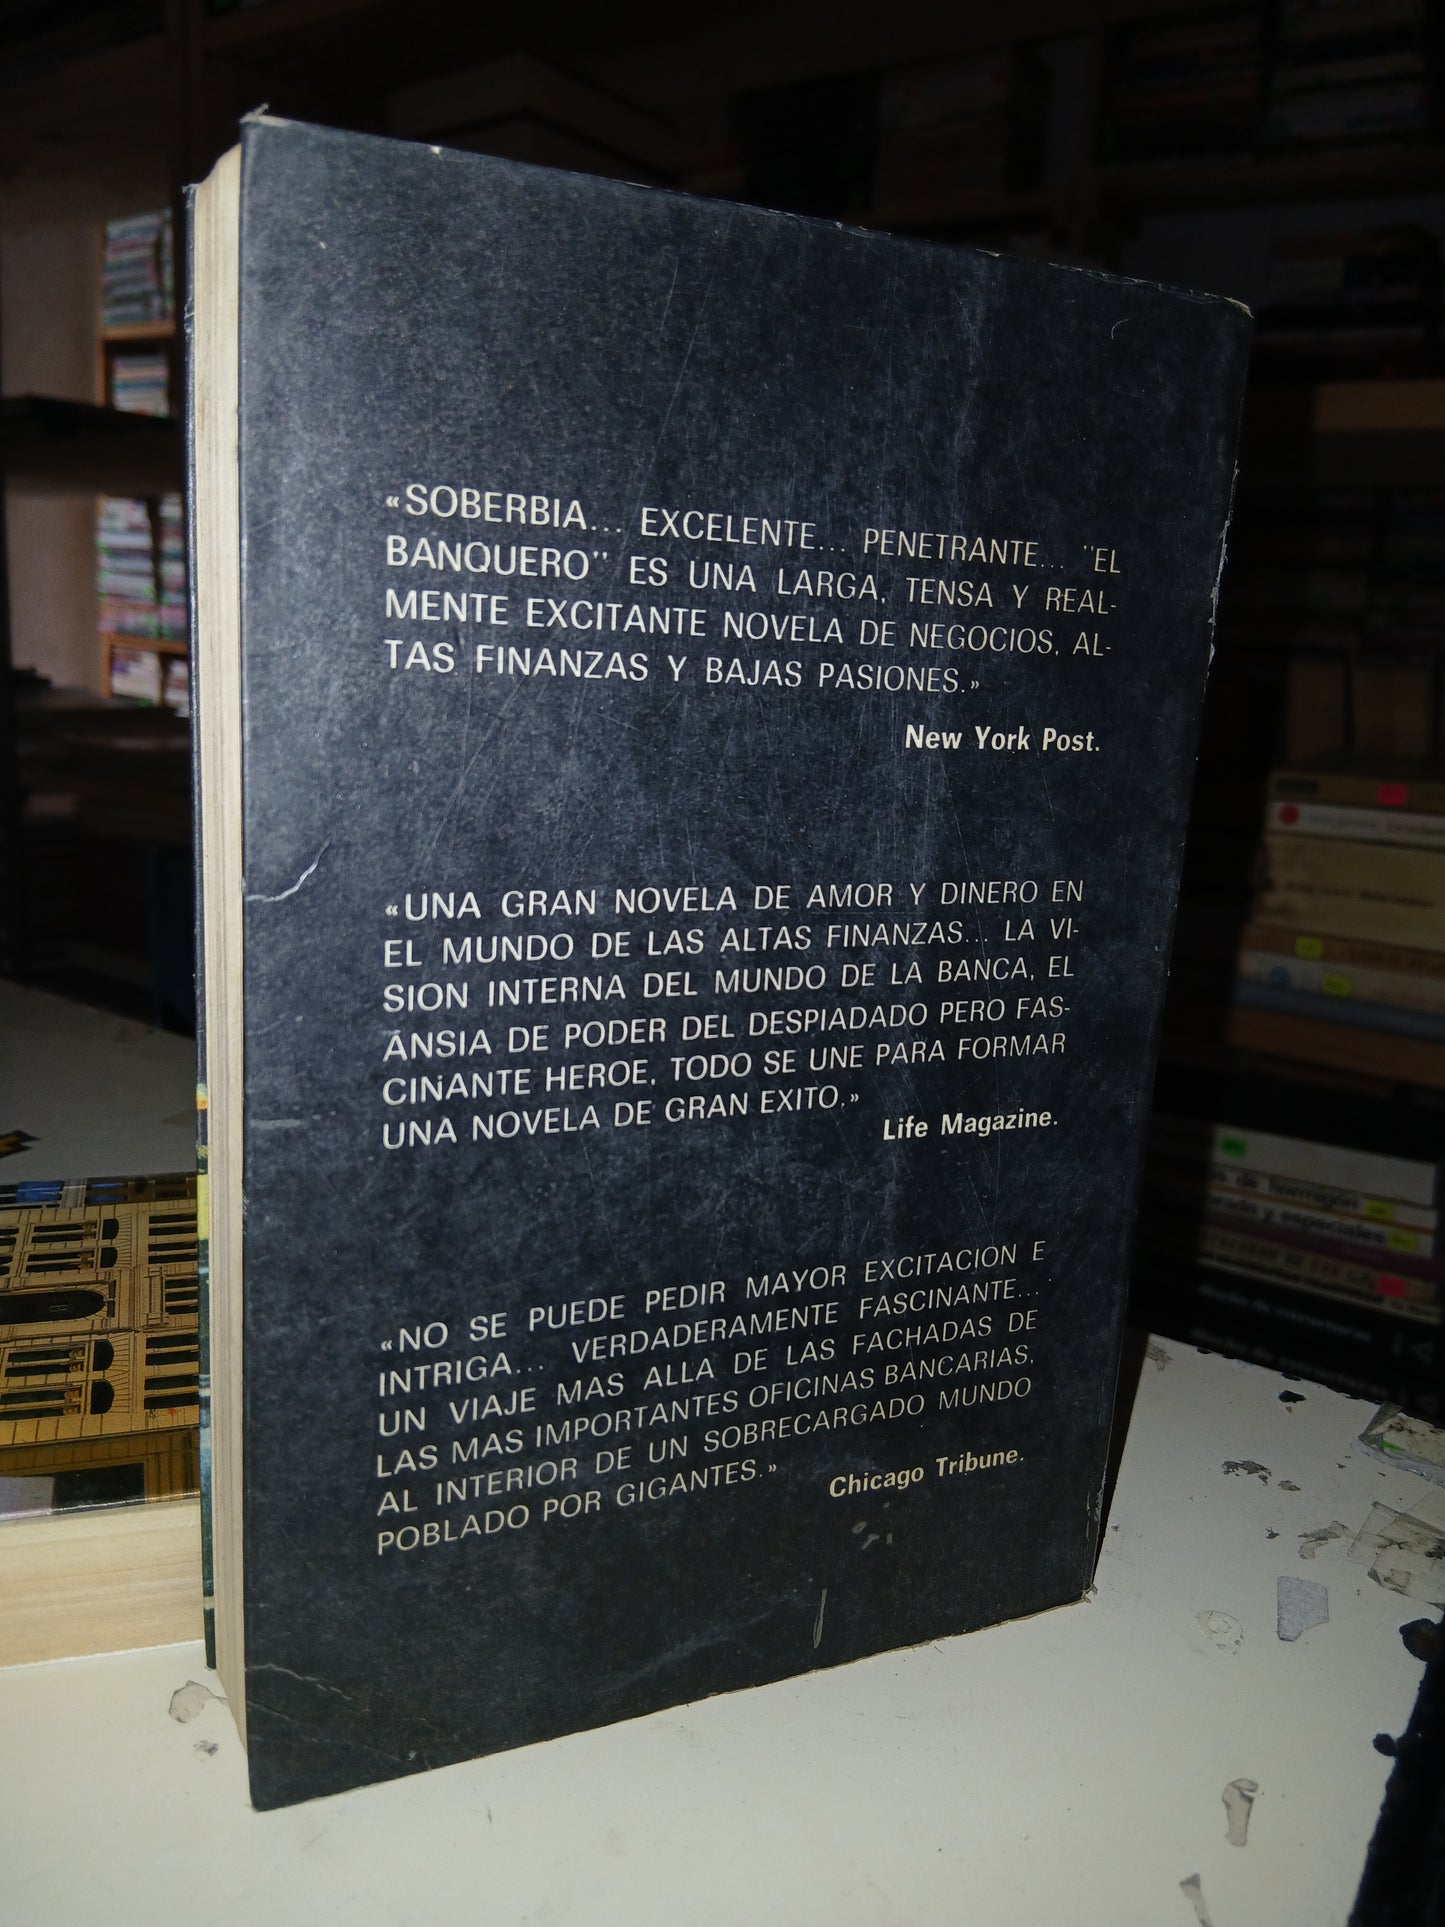 «SOBERBIA... EXCELENTE... PENETRANTE... "EL
BANQUERO" ES UNA LARGA, TENSA Y REAL-
MENTE EXCITANTE NOVELA DE NEGOCIOS, AL-
TAS FINANZAS Y BAJAS PASIONES.»
New York Post.
«UNA GRAN NOVELA DE AMOR Y DINERO EN
EL MUNDO DE LAS ALTAS FINANZAS... LA VI-
SION INTERNA DEL MUNDO DE LA BANCA, EL
ANSIA DE PODER DEL DESPIADADO PERO FAS-
CINANTE HEROE, TODO SE UNE PARA FORMAR
UNA NOVELA DE GRAN EXITO.»
Life Magazine.
«NO SE PUEDE PEDIR MAYOR EXCITACION E
INTRIGA... VERDADERAMENTE FASCINANTE...
UN VIAJE MAS ALLA DE LAS FACHADAS DE
LAS MAS IMPORTANTES OFICINAS BANCARIAS,
AL INTERIOR DE UN SOBRECARGADO MUNDO
POBLADO POR GIGANTES.»
Chicago Tribune.
de hormigón
y especiales